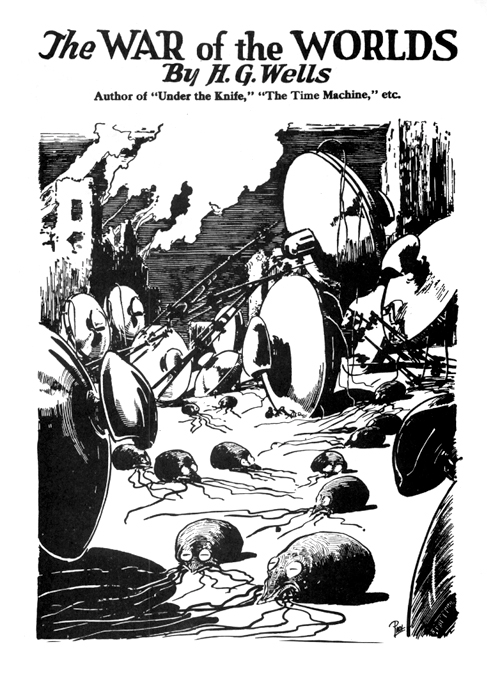 The WAR of the WORLDS
By H. G. Wells
Author of "Under the Knife," "The Time Machine," etc.